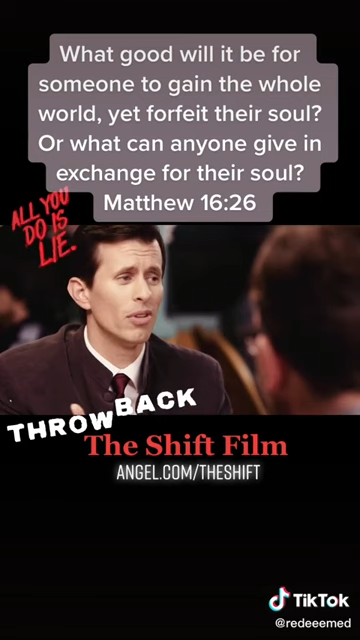 What good will it be for
someone to gain the whole
world, yet forfeit their soul?
Or what can anyone give in
exchange for their soul?
Matthew 16:26
ALL YOU
DO IS
LIE.
THROWBACK
The Shift Film
ANGEL.COM/THESHIFT
TikTok
@redeeemed